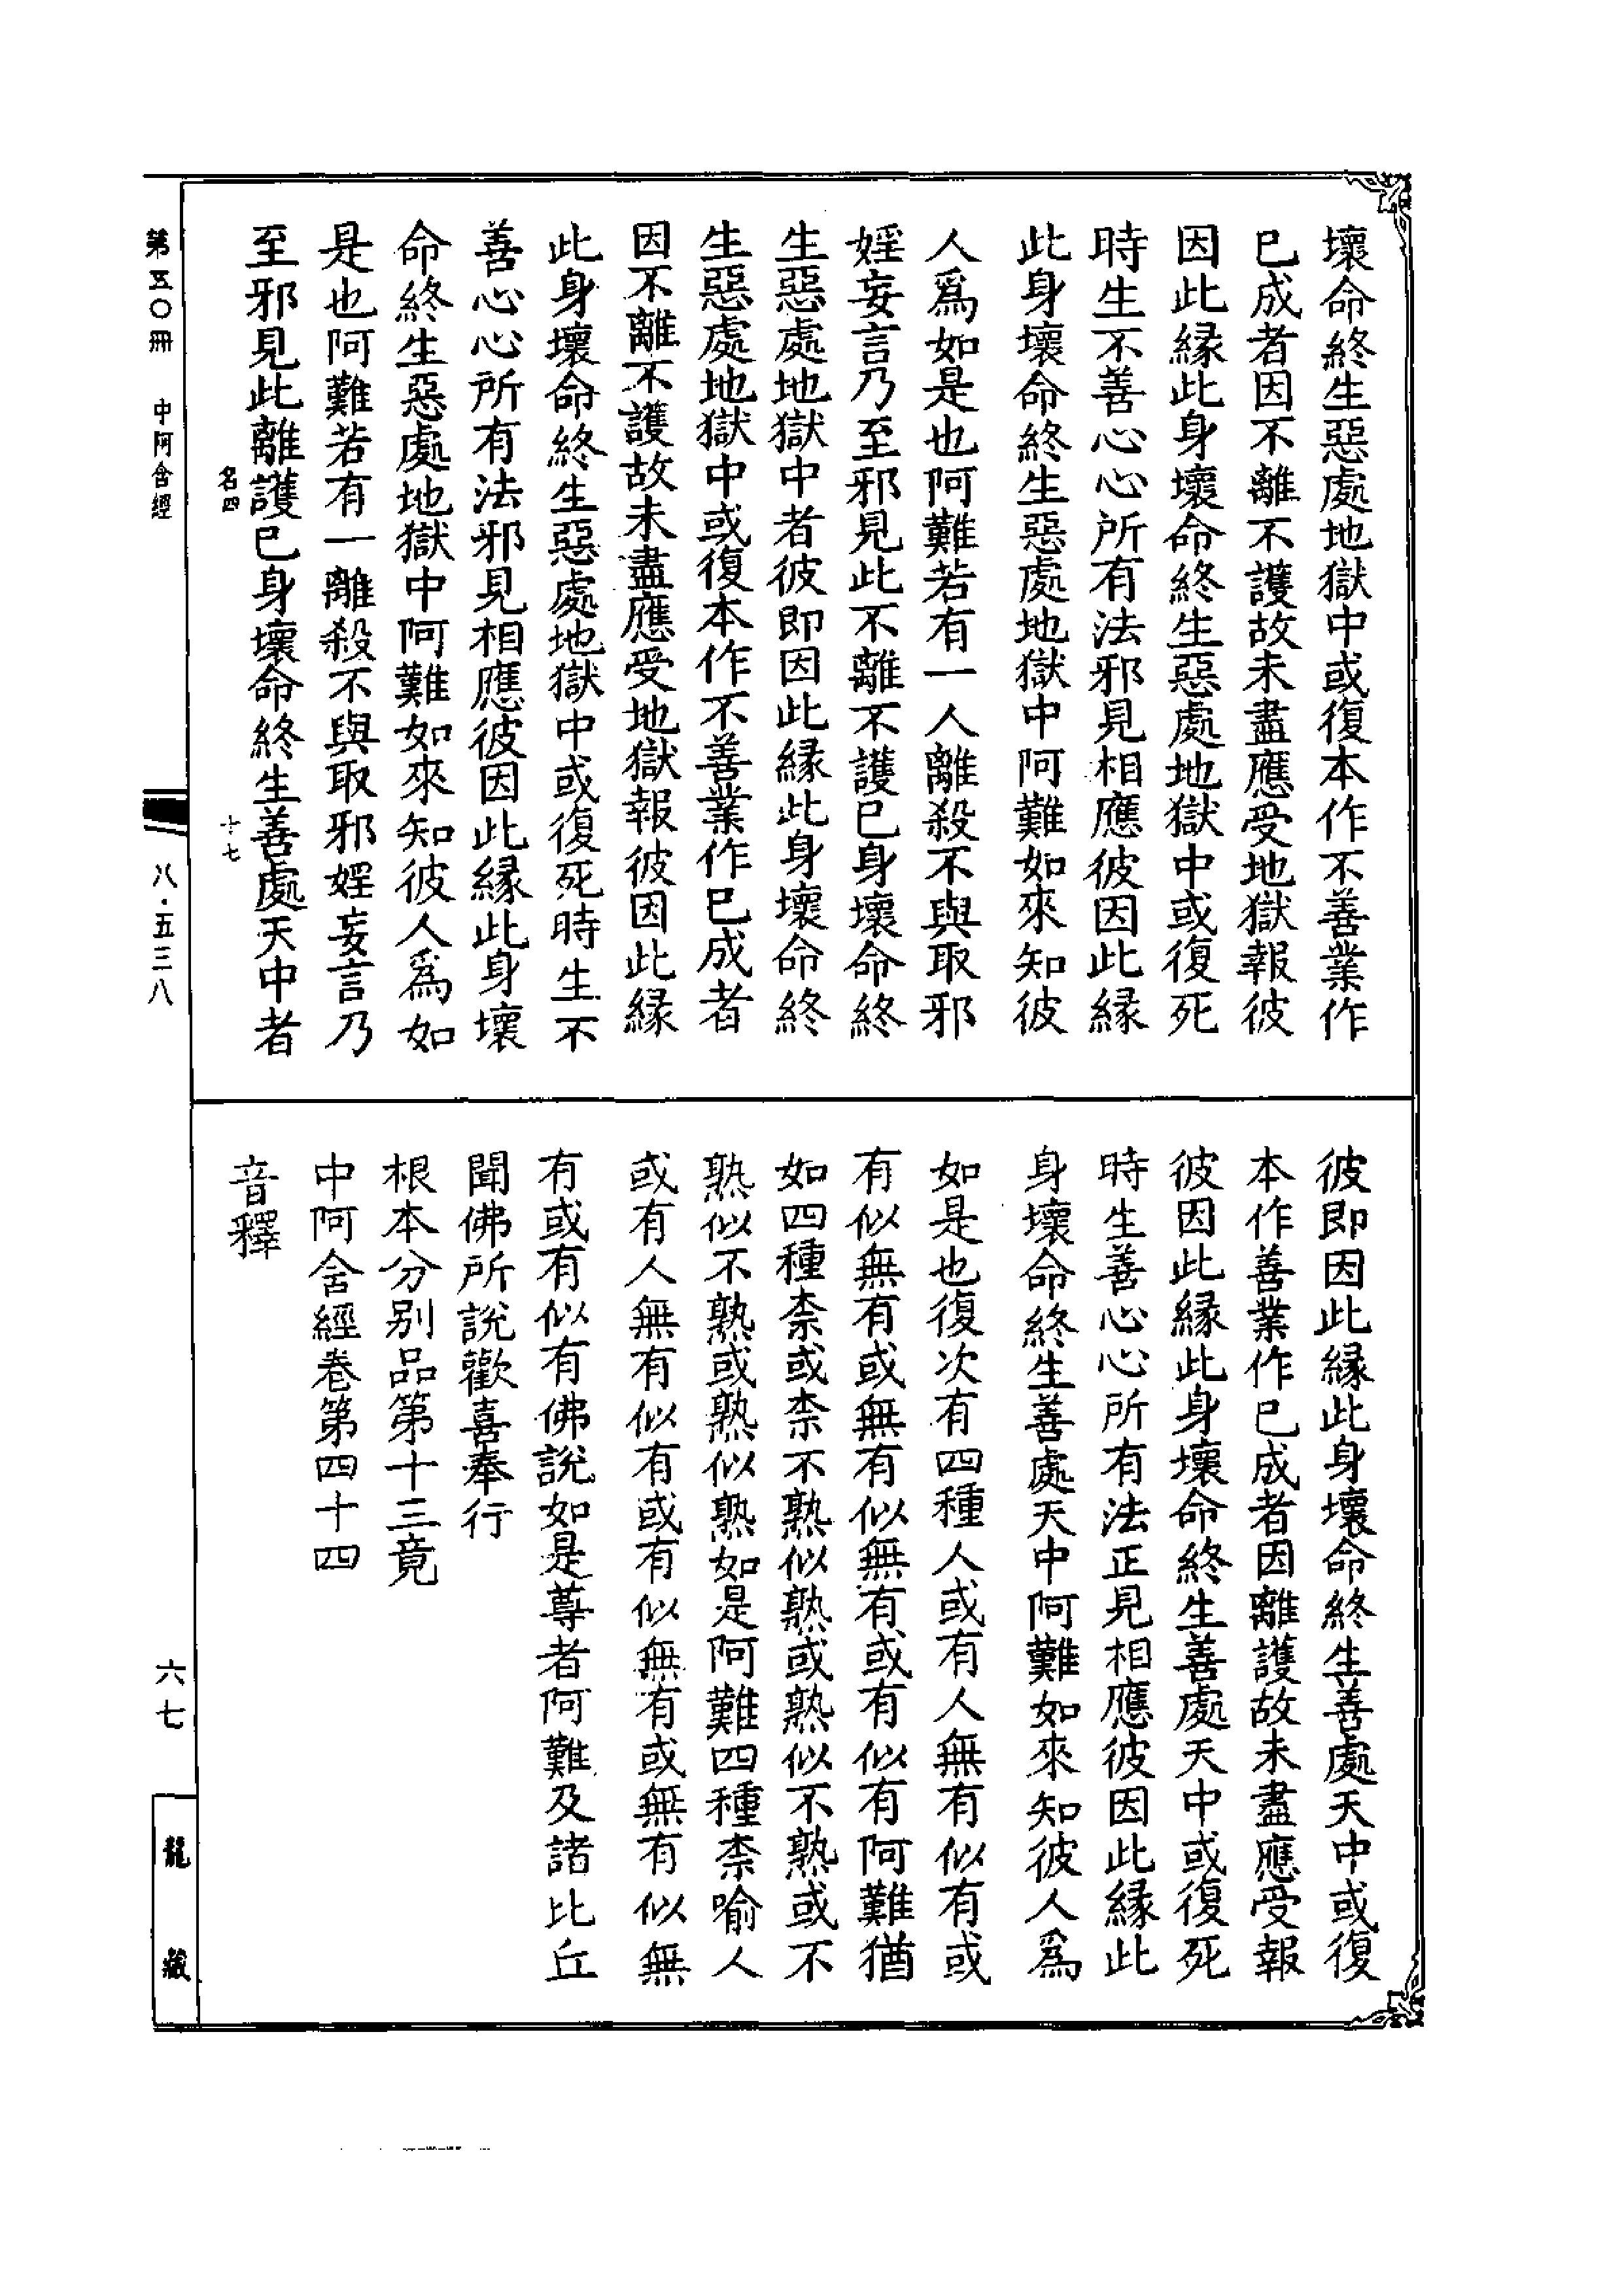 壞命終生惡處地獄中或復本作不善業作
已成者因不離不護故未盡應受地獄報彼
因此緣此身壞命終生惡處地獄中或復死
時生不善心心所有法邪見相應彼因此緣
此身壞命終生惡處地獄中阿難如來知彼
人爲如是也阿難若有一人離殺不與取邪
婬妄言乃至邪見此不離不護已身壞命終
生惡處地獄中者彼即因此緣此身壞命終
生惡處地獄中或復本作不善業作已成者
因不離不護故未盡應受地獄報彼因此緣
此身壞命終生惡處地獄中或復死時生不
善心心所有法邪見相應彼因此緣此身壞
命終生惡處地獄中阿難如來知彼人爲如
是也阿難若有一離殺不與取邪婬妄言乃
至邪見此離護已身壞命終生善處天中者
名四
十七
彼即因此緣此身壞命終生善處天中或復
本作善業作已成者因離護故未盡應受報
彼因此緣此身壞命終生善處天中或復死
時生善心心所有法正見相應彼因此緣此
身壞命終生善處天中阿難如來知彼人爲
如是也復次有四種人或有人無有似有或
有似無有或無有似無有或有似有阿難猶
如四種柰或柰不熟似熟或熟似不熟或不
熟似不熟或熟似熟如是阿難四種柰喻人
或有人無有似有或有似無有或無有似無
有或有似有佛說如是尊者阿難及諸比丘
聞佛所說歡喜奉行
根本分別品第十三竟
中阿含經卷第四十四
音釋
第五〇冊
中阿含經
八·五三八
六七
龍藏